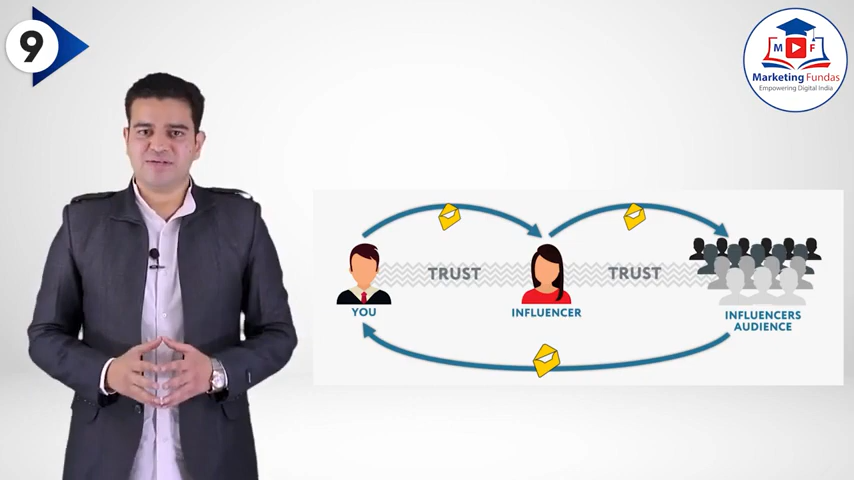 9
M F
Marketing Fundas
Empowering Digital India
TRUST
TRUST
YOU
INFLUENCER
INFLUENCERS
AUDIENCE